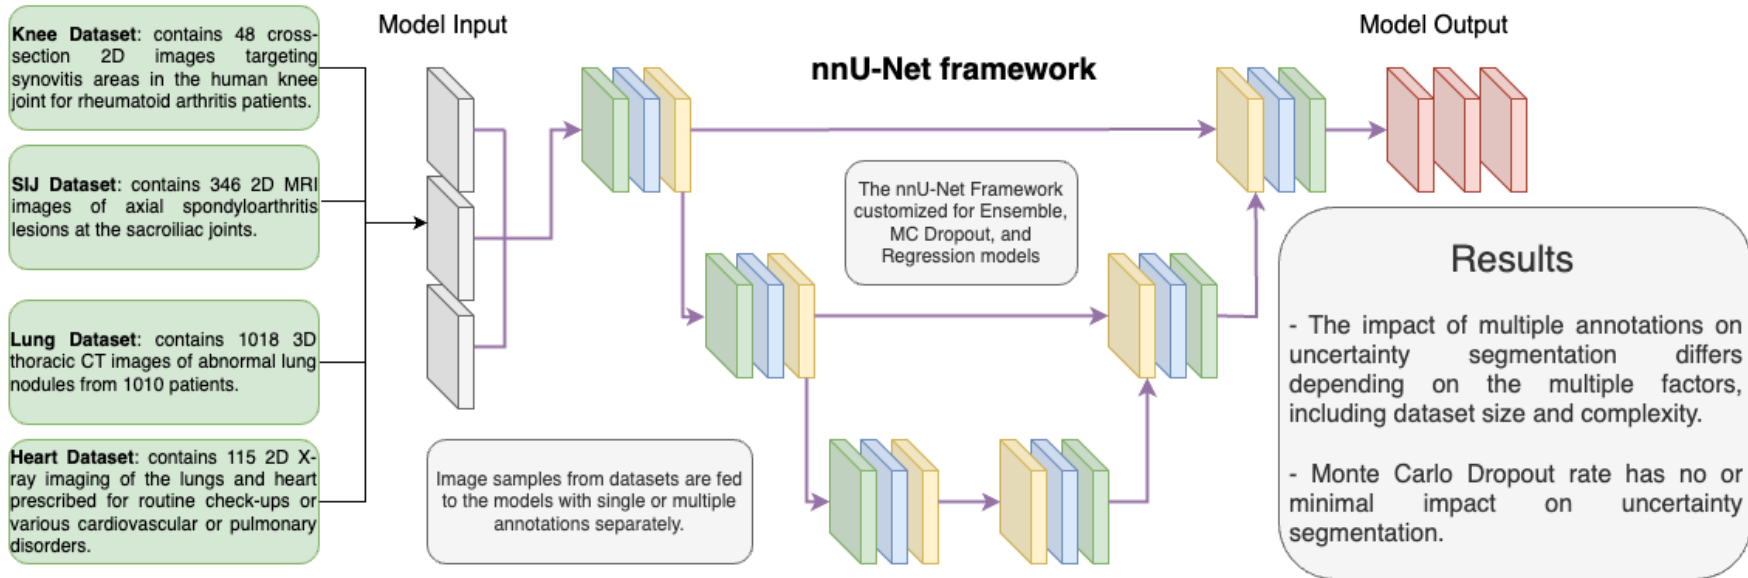 Knee Dataset: contains 48 cross-
section 2D images targeting
synovitis areas in the human knee
joint for rheumatoid arthritis patients.
SIJ Dataset: contains 346 2D MRI
images of axial spondyloarthritis
lesions at the sacroiliac joints.
Lung Dataset: contains 1018 3D
thoracic CT images of abnormal lung
nodules from 1010 patients.
Heart Dataset: contains 115 2D X-
ray imaging of the lungs and heart
prescribed for routine check-ups or
various cardiovascular or pulmonary
disorders.
Model Input
Image samples from datasets are fed
to the models with single or multiple
annotations separately.
nnU-Net framework
The nnU-Net Framework
customized for Ensemble,
MC Dropout, and
Regression models
Model Output
Results
- The impact of multiple annotations on
uncertainty segmentation differs
depending on the multiple factors,
including dataset size and complexity.
- Monte Carlo Dropout rate has no or
minimal impact on uncertainty
segmentation.